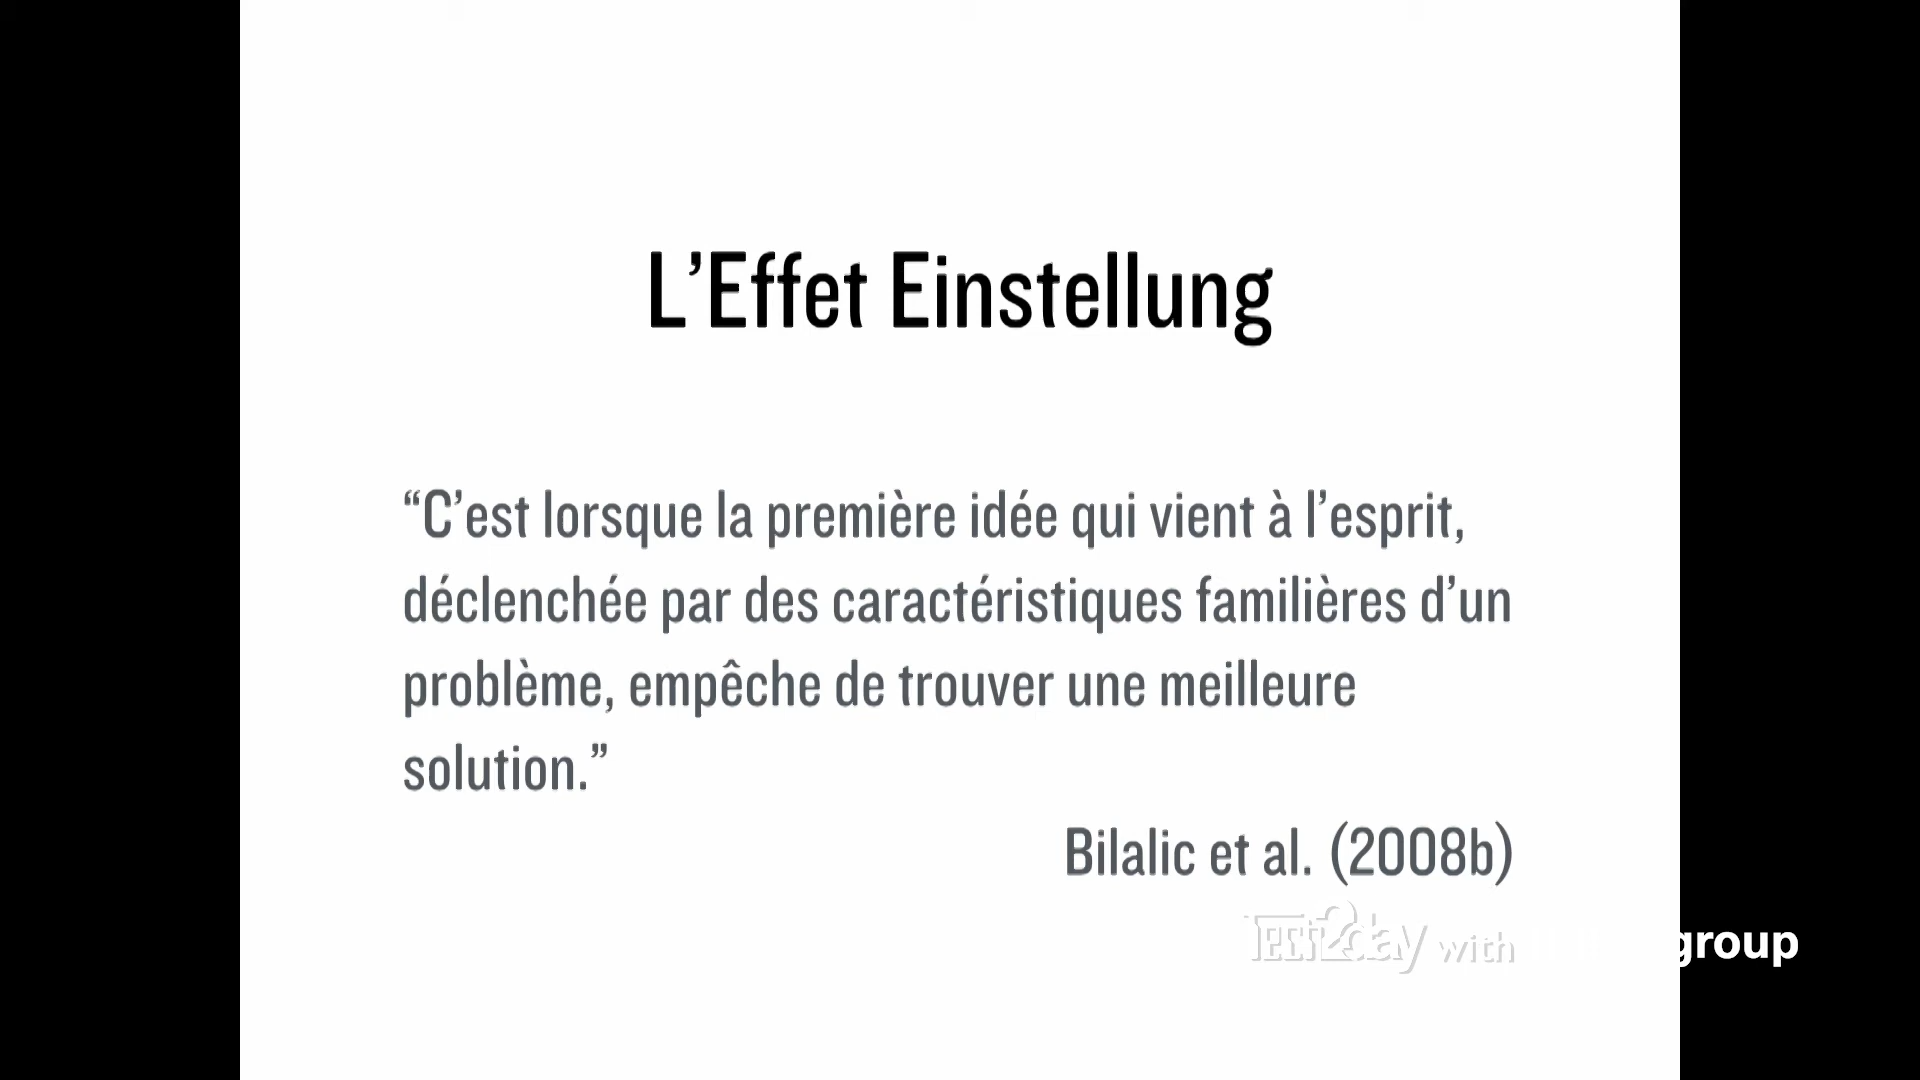 L’Effet Einstellung
“C’est lorsque la première idée qui vient à l’esprit,
déclenchée par des caractéristiques familières d’un
problème, empêche de trouver une meilleure
solution.”
Bilalic et al. (2008b)
Tech2day with group